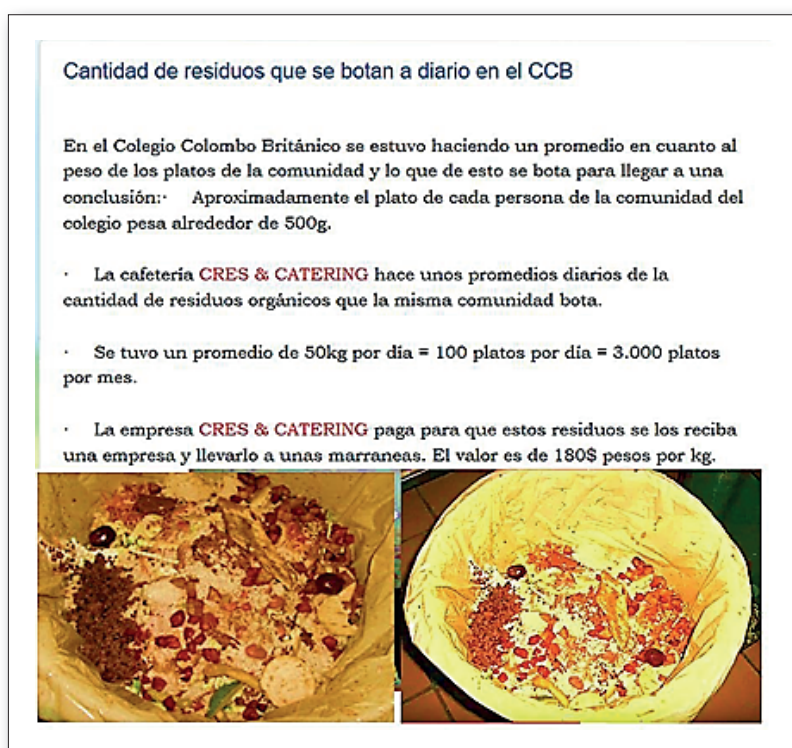 Cantidad de residuos que se botan a diario en el CCB
En el Colegio Colombo Británico se estuvo haciendo un promedio en cuanto al
peso de los platos de la comunidad y lo que de esto se bota para llegar a una
conclusión:· Aproximadamente el plato de cada persona de la comunidad del
colegio pesa alrededor de 500g.
· La cafetería CRES & CATERING hace unos promedios diarios de la
cantidad de residuos orgánicos que la misma comunidad bota.
· Se tuvo un promedio de 50kg por día = 100 platos por día = 3.000 platos
por mes.
· La empresa CRES & CATERING paga para que estos residuos se los reciba
una empresa y llevarlo a unas marraneas. El valor es de 180$ pesos por kg.